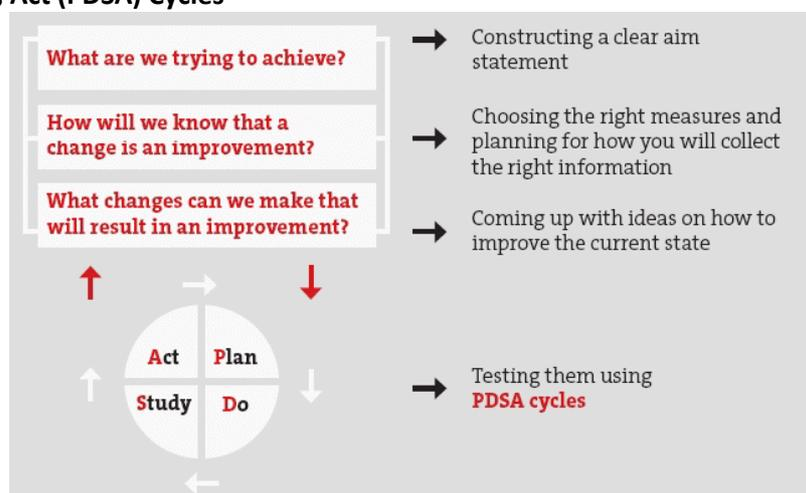 Act (PDSA) Cycles
What are we trying to achieve?
How will we know that a
change is an improvement?
What changes can we make that
will result in an improvement?
Constructing a clear aim
statement
Choosing the right measures and
planning for how you will collect
the right information
Coming up with ideas on how to
improve the current state
Act
Plan
Study
Do
Testing them using
PDSA cycles